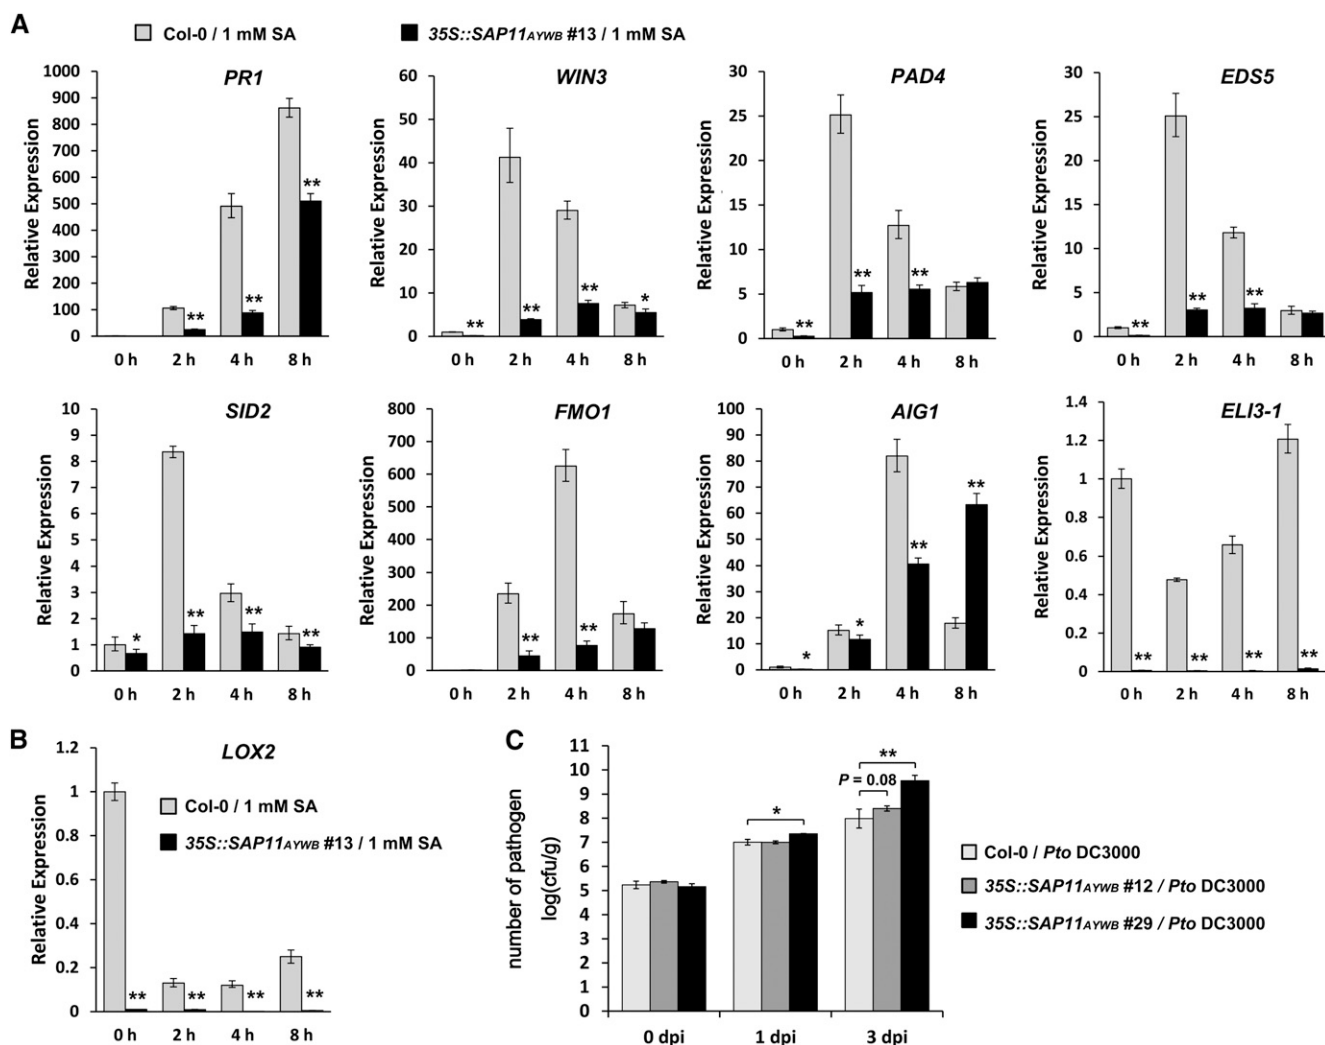 A
Col-0 / 1 mM SA
35S::SAP11AYWB #13 / 1 mM SA
PR1
Relative Expression
1000
900
800
700
600
500
400
300
200
100
0
** ** **
0 h 2 h 4 h 8 h
WIN3
Relative Expression
60
50
40
30
20
10
0
** ** ** *
0 h 2 h 4 h 8 h
PAD4
Relative Expression
30
25
20
15
10
5
0
** ** **
0 h 2 h 4 h 8 h
EDS5
Relative Expression
30
25
20
15
10
5
0
** ** **
0 h 2 h 4 h 8 h
SID2
Relative Expression
10
9
8
7
6
5
4
3
2
1
0
* ** ** **
0 h 2 h 4 h 8 h
FMO1
Relative Expression
800
700
600
500
400
300
200
100
0
** **
0 h 2 h 4 h 8 h
AIG1
Relative Expression
100
90
80
70
60
50
40
30
20
10
0
* * ** **
0 h 2 h 4 h 8 h
ELI3-1
Relative Expression
1.4
1.2
1
0.8
0.6
0.4
0.2
0
** ** ** **
0 h 2 h 4 h 8 h
B
LOX2
Relative Expression
1.2
1
0.8
0.6
0.4
0.2
0
Col-0 / 1 mM SA
35S::SAP11AYWB #13 / 1 mM SA
** ** ** **
0 h 2 h 4 h 8 h
C
number of pathogen
log(cfu/g)
11
10
9
8
7
6
5
4
3
2
1
0
*
**
P = 0.08
0 dpi 1 dpi 3 dpi
Col-0 / Pto DC3000
35S::SAP11AYWB #12 / Pto DC3000
35S::SAP11AYWB #29 / Pto DC3000